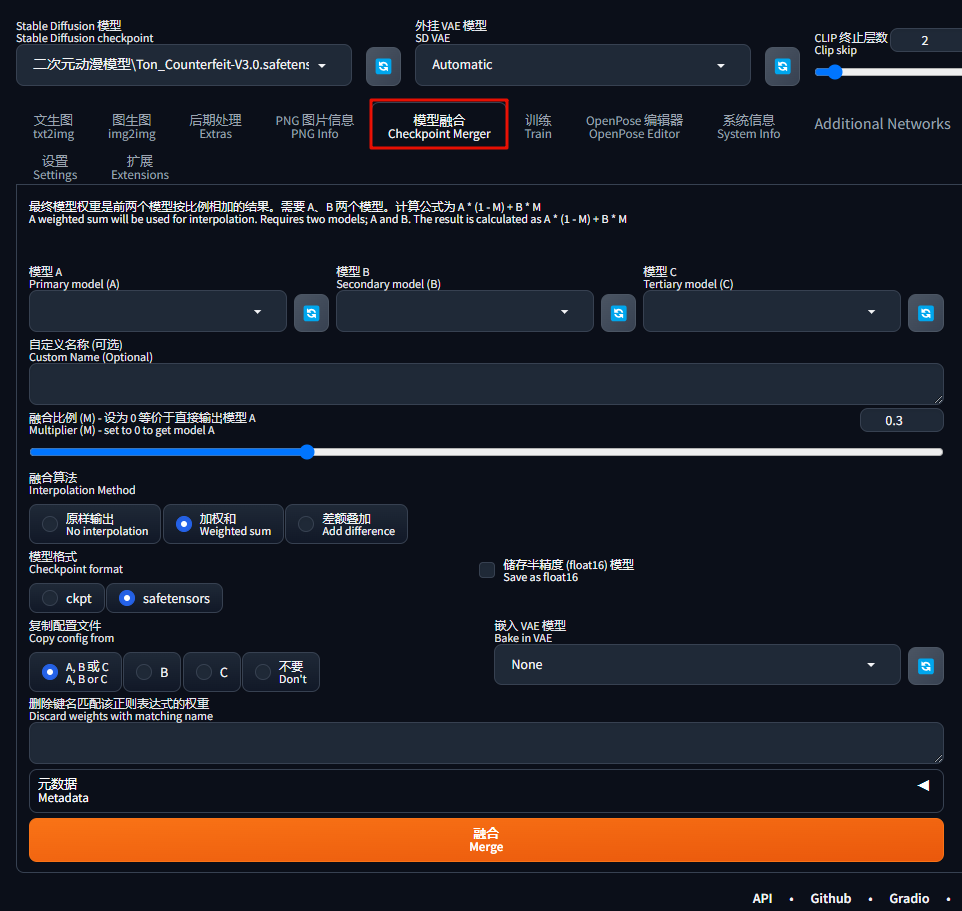 Stable Diffusion 模型
Stable Diffusion checkpoint
二次元动漫模型\Ton_Counterfeit-V3.0.safetens
外挂 VAE 模型
SD VAE
Automatic
CLIP 终止层数
Clip skip
2
文生图
txt2img
图生图
img2img
后期处理
Extras
PNG 图片信息
PNG Info
模型融合
Checkpoint Merger
训练
Train
OpenPose 编辑器
OpenPose Editor
系统信息
System Info
Additional Networks
设置
Settings
扩展
Extensions
最终模型权重是前两个模型按比例相加的结果。需要 A、B 两个模型。计算公式为 A * (1 - M) + B * M
A weighted sum will be used for interpolation. Requires two models; A and B. The result is calculated as A * (1 - M) + B * M
模型 A
Primary model (A)
模型 B
Secondary model (B)
模型 C
Tertiary model (C)
自定义名称 (可选)
Custom Name (Optional)
融合比例 (M) - 设为 0 等价于直接输出模型 A
Multiplier (M) - set to 0 to get model A
0.3
融合算法
Interpolation Method
原样输出
No interpolation
加权和
Weighted sum
差额叠加
Add difference
模型格式
Checkpoint format
ckpt
safetensors
储存半精度 (float16) 模型
Save as float16
复制配置文件
Copy config from
A, B 或 C
A, B or C
B
C
不要
Don't
嵌入 VAE 模型
Bake in VAE
None
删除键名匹配该正则表达式的权重
Discard weights with matching name
元数据
Metadata
融合
Merge
API • Github • Gradio •